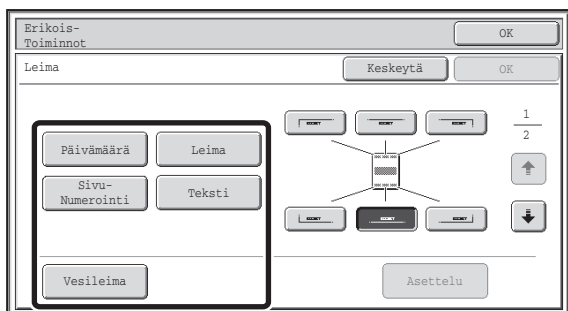 Erikois-
Toiminnot
OK
Leima
Keskeytä
OK
1
2
Päivämäärä
Leima
Sivu-
Numerointi
Teksti
Vesileima
Asettelu